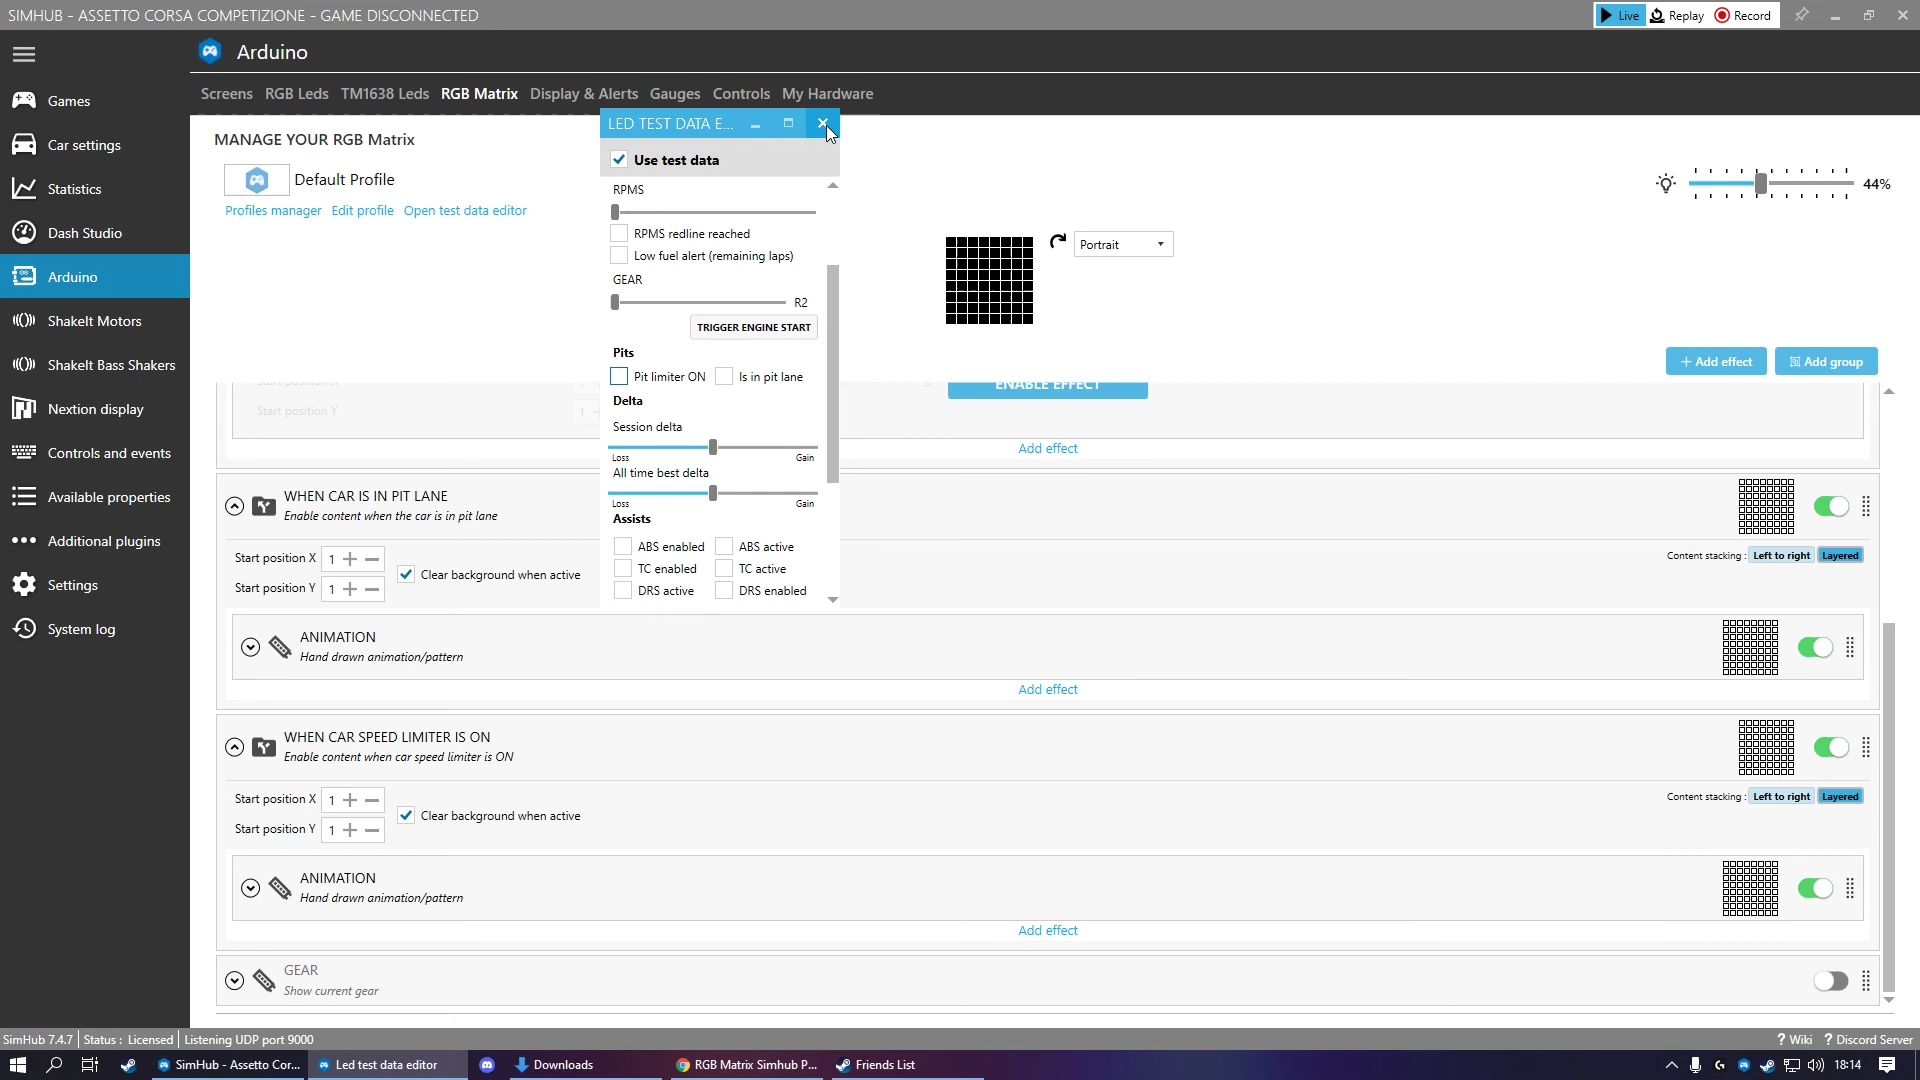 SIMHUB - ASSETTO CORSA COMPETIZIONE - GAME DISCONNECTED
Live
Replay
Record
Arduino
Screens RGB Leds TM1638 Leds RGB Matrix Display & Alerts Gauges Controls My Hardware
Games
Car settings
Statistics
Dash Studio
Arduino
ShakeIt Motors
ShakeIt Bass Shakers
Nextion display
Controls and events
Available properties
Additional plugins
Settings
System log
MANAGE YOUR RGB Matrix
Default Profile
Profiles manager Edit profile Open test data editor
44%
Portrait
+ Add effect
Add group
LED TEST DATA E...
Use test data
RPMS
RPMS redline reached
Low fuel alert (remaining laps)
GEAR
R2
TRIGGER ENGINE START
Pits
Pit limiter ON Is in pit lane
Delta
Session delta
Loss Gain
All time best delta
Loss Gain
Assists
ABS enabled ABS active
TC enabled TC active
DRS active DRS enabled
Start position Y 1
ENABLE EFFECT
Add effect
WHEN CAR IS IN PIT LANE
Enable content when the car is in pit lane
Start position X 1
Start position Y 1
Clear background when active
Content stacking : Left to right Layered
ANIMATION
Hand drawn animation/pattern
Add effect
WHEN CAR SPEED LIMITER IS ON
Enable content when car speed limiter is ON
Start position X 1
Start position Y 1
Clear background when active
Content stacking : Left to right Layered
ANIMATION
Hand drawn animation/pattern
Add effect
GEAR
Show current gear
SimHub 7.4.7 Status : Licensed Listening UDP port 9000
? Wiki ? Discord Server
SimHub - Assetto Cor...
Led test data editor
Downloads
RGB Matrix Simhub P...
Friends List
18:14